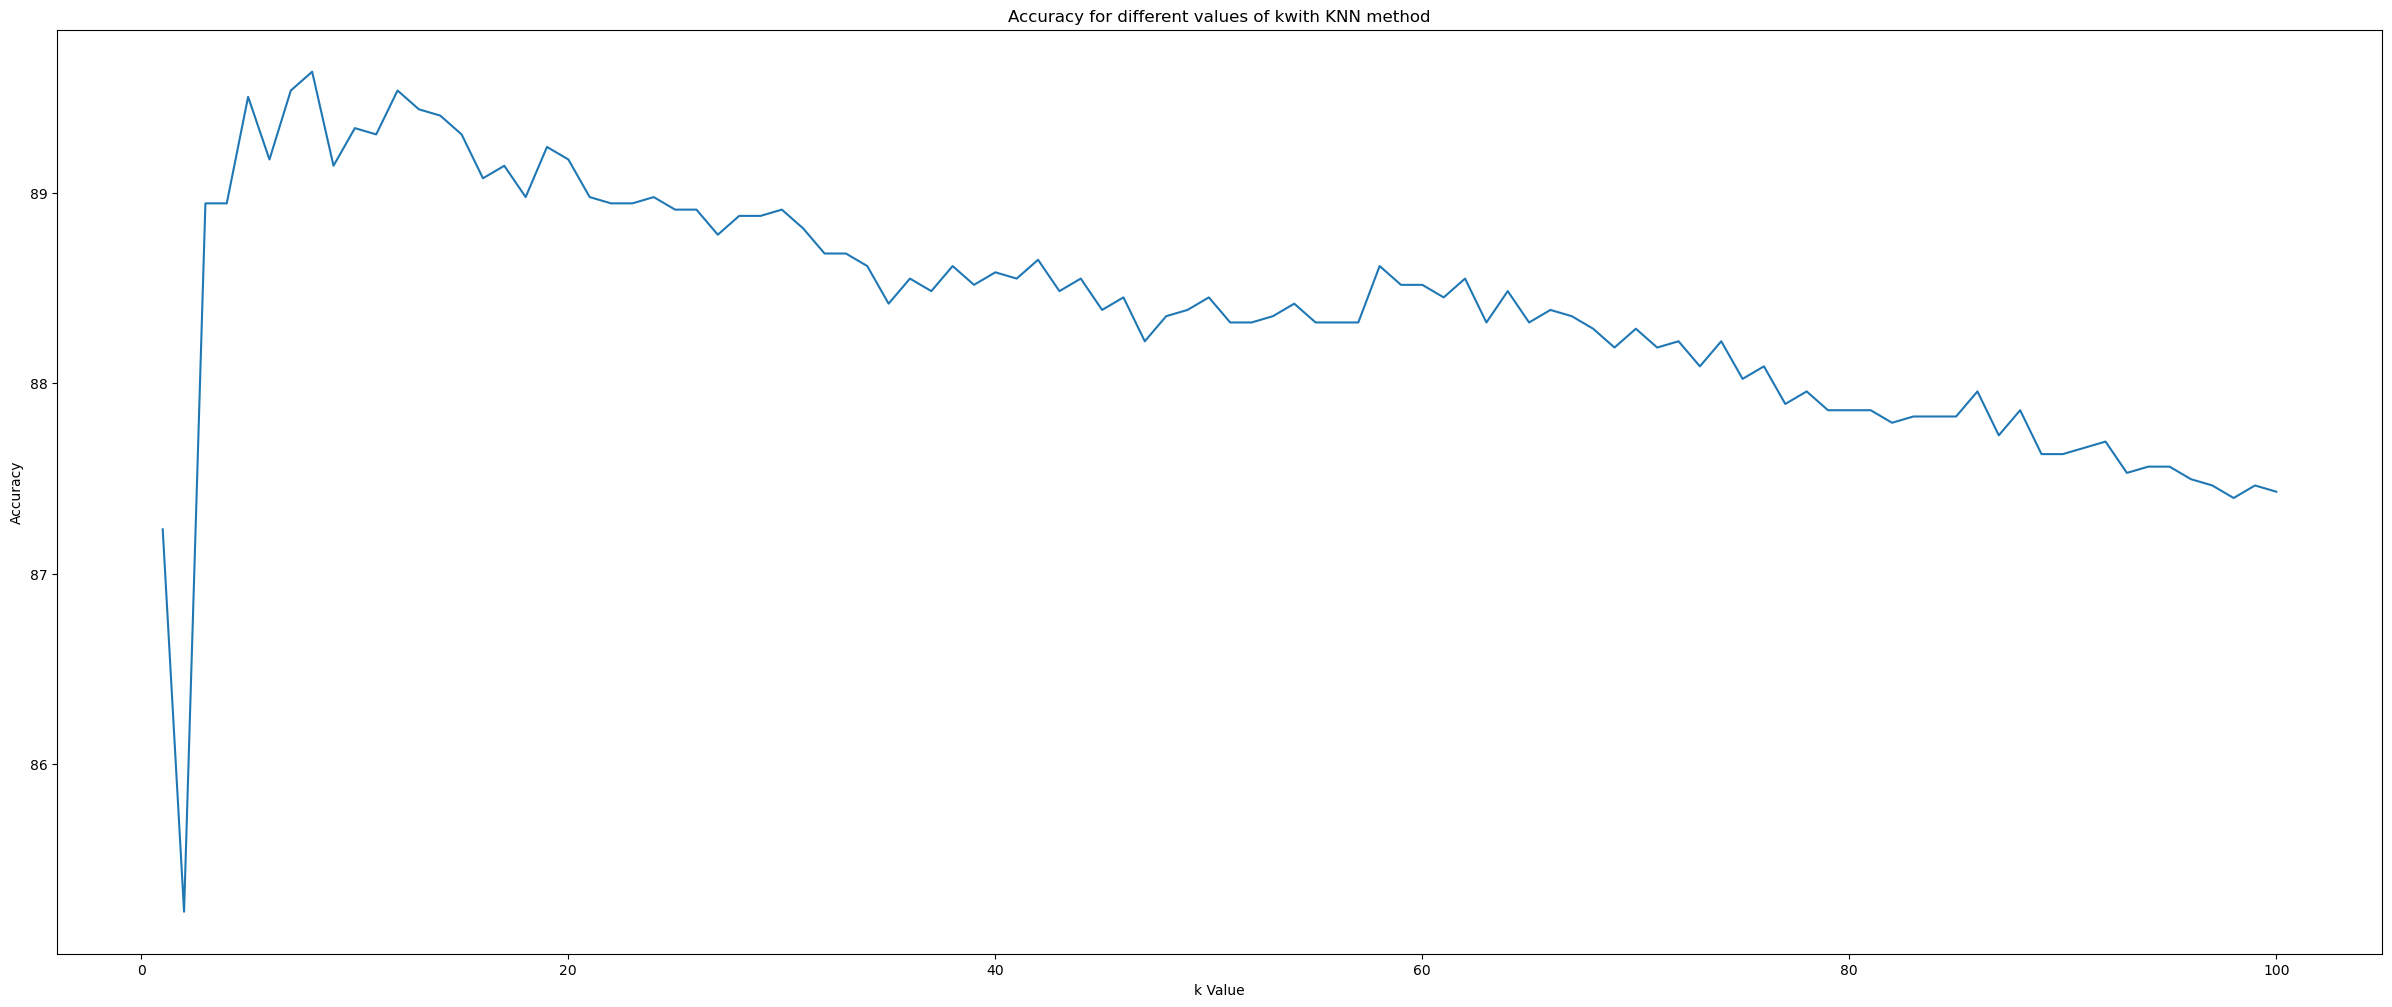 Accuracy for different values of kwith KNN method
Accuracy
89
88
87
86
0 20 40 60 80 100
k Value